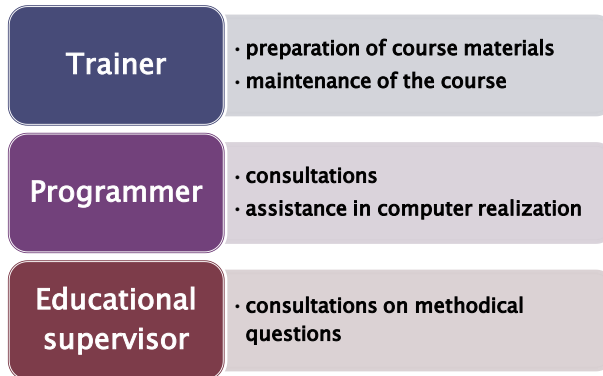 Trainer
· preparation of course materials
· maintenance of the course
Programmer
· consultations
· assistance in computer realization
Educational
supervisor
· consultations on methodical
questions